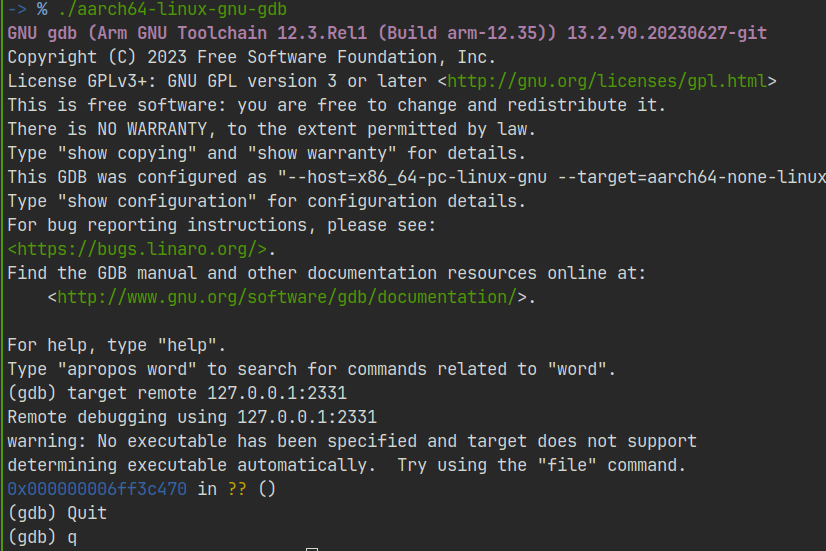 -> % ./aarch64-linux-gnu-gdb
GNU gdb (Arm GNU Toolchain 12.3.Rel1 (Build arm-12.35)) 13.2.90.20230627-git
Copyright (C) 2023 Free Software Foundation, Inc.
License GPLv3+: GNU GPL version 3 or later <http://gnu.org/licenses/gpl.html>
This is free software: you are free to change and redistribute it.
There is NO WARRANTY, to the extent permitted by law.
Type "show copying" and "show warranty" for details.
This GDB was configured as "--host=x86_64-pc-linux-gnu --target=aarch64-none-linux
Type "show configuration" for configuration details.
For bug reporting instructions, please see:
<https://bugs.linaro.org/>.
Find the GDB manual and other documentation resources online at:
    <http://www.gnu.org/software/gdb/documentation/>.

For help, type "help".
Type "apropos word" to search for commands related to "word".
(gdb) target remote 127.0.0.1:2331
Remote debugging using 127.0.0.1:2331
warning: No executable has been specified and target does not support
determining executable automatically.  Try using the "file" command.
0x000000006ff3c470 in ?? ()
(gdb) Quit
(gdb) q